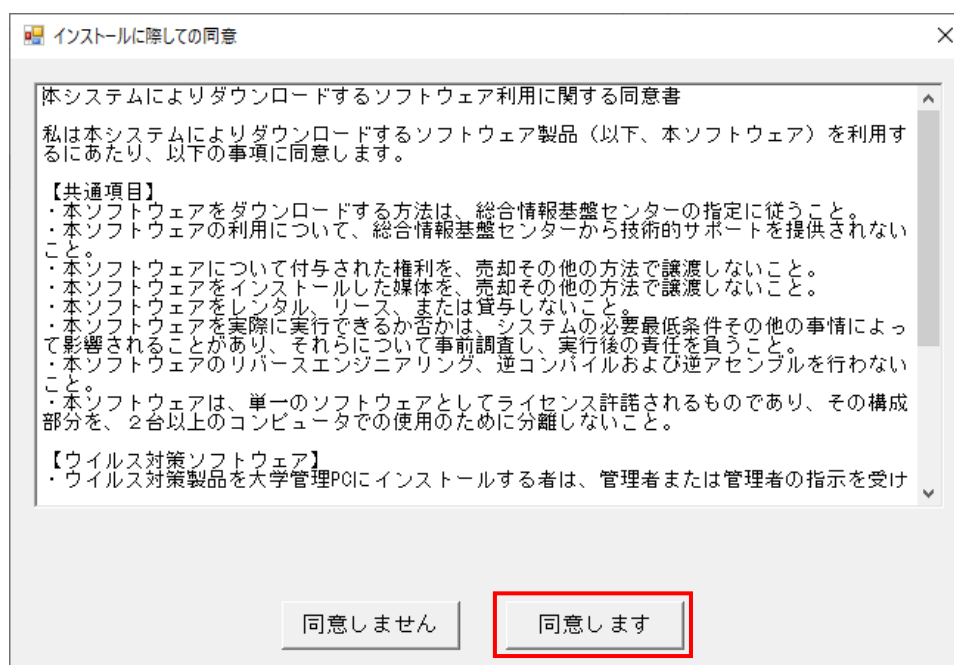 インストールに際しての同意
本システムによりダウンロードするソフトウェア利用に関する同意書
私は本システムによりダウンロードするソフトウェア製品（以下、本ソフトウェア）を利用す
るにあたり、以下の事項に同意します。
【共通項目】
・本ソフトウェアをダウンロードする方法は、総合情報基盤センターの指定に従うこと。
・本ソフトウェアの利用について、総合情報基盤センターから技術的サポートを提供されない
こと。
・本ソフトウェアについて付与された権利を、売却その他の方法で譲渡しないこと。
・本ソフトウェアをインストールした媒体を、売却その他の方法で譲渡しないこと。
・本ソフトウェアをレンタル、リース、または貸与しないこと。
・本ソフトウェアを実際に実行できるか否かは、システムの必要最低条件その他の事情によっ
て影響されることがあり、それらについて事前調査し、実行後の責任を負うこと。
・本ソフトウェアのリバースエンジニアリング、逆コンパイルおよび逆アセンブルを行わない
こと。
・本ソフトウェアは、単一のソフトウェアとしてライセンス許諾されるものであり、その構成
部分を、２台以上のコンピュータでの使用のために分離しないこと。
【ウイルス対策ソフトウェア】
・ウイルス対策製品を大学管理PCにインストールする者は、管理者または管理者の指示を受け
同意しません
同意します